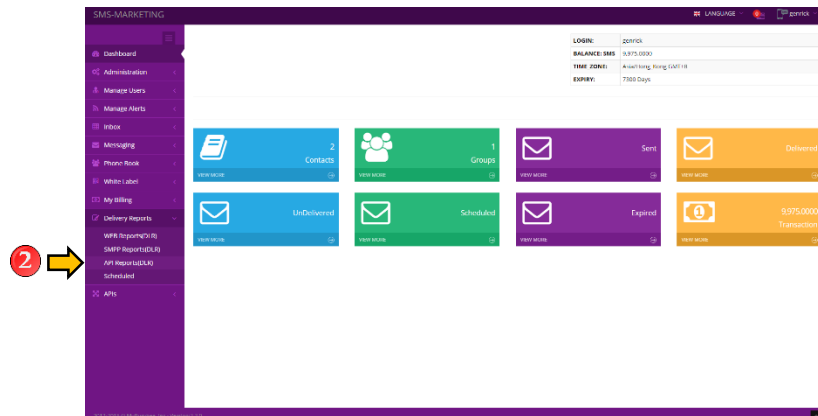 SMS-MARKETING
LANGUAGE
genrick
Dashboard
Administration
Manage Users
Manage Alerts
Inbox
Messaging
Phone Book
White Label
My Billing
Delivery Reports
WEB Reports(DLR)
SMPP Reports(DLR)
API Reports(DLR)
Scheduled
APIs
2
LOGIN: genrick
BALANCE: SMS 9,975.0000
TIME ZONE:
EXPIRY: 7300 Days
2
Contacts
VIEW MORE
1
Groups
VIEW MORE
Sent
VIEW MORE
Delivered
VIEW MORE
UnDelivered
VIEW MORE
Scheduled
VIEW MORE
Expired
VIEW MORE
9,975.0000
Transaction
VIEW MORE